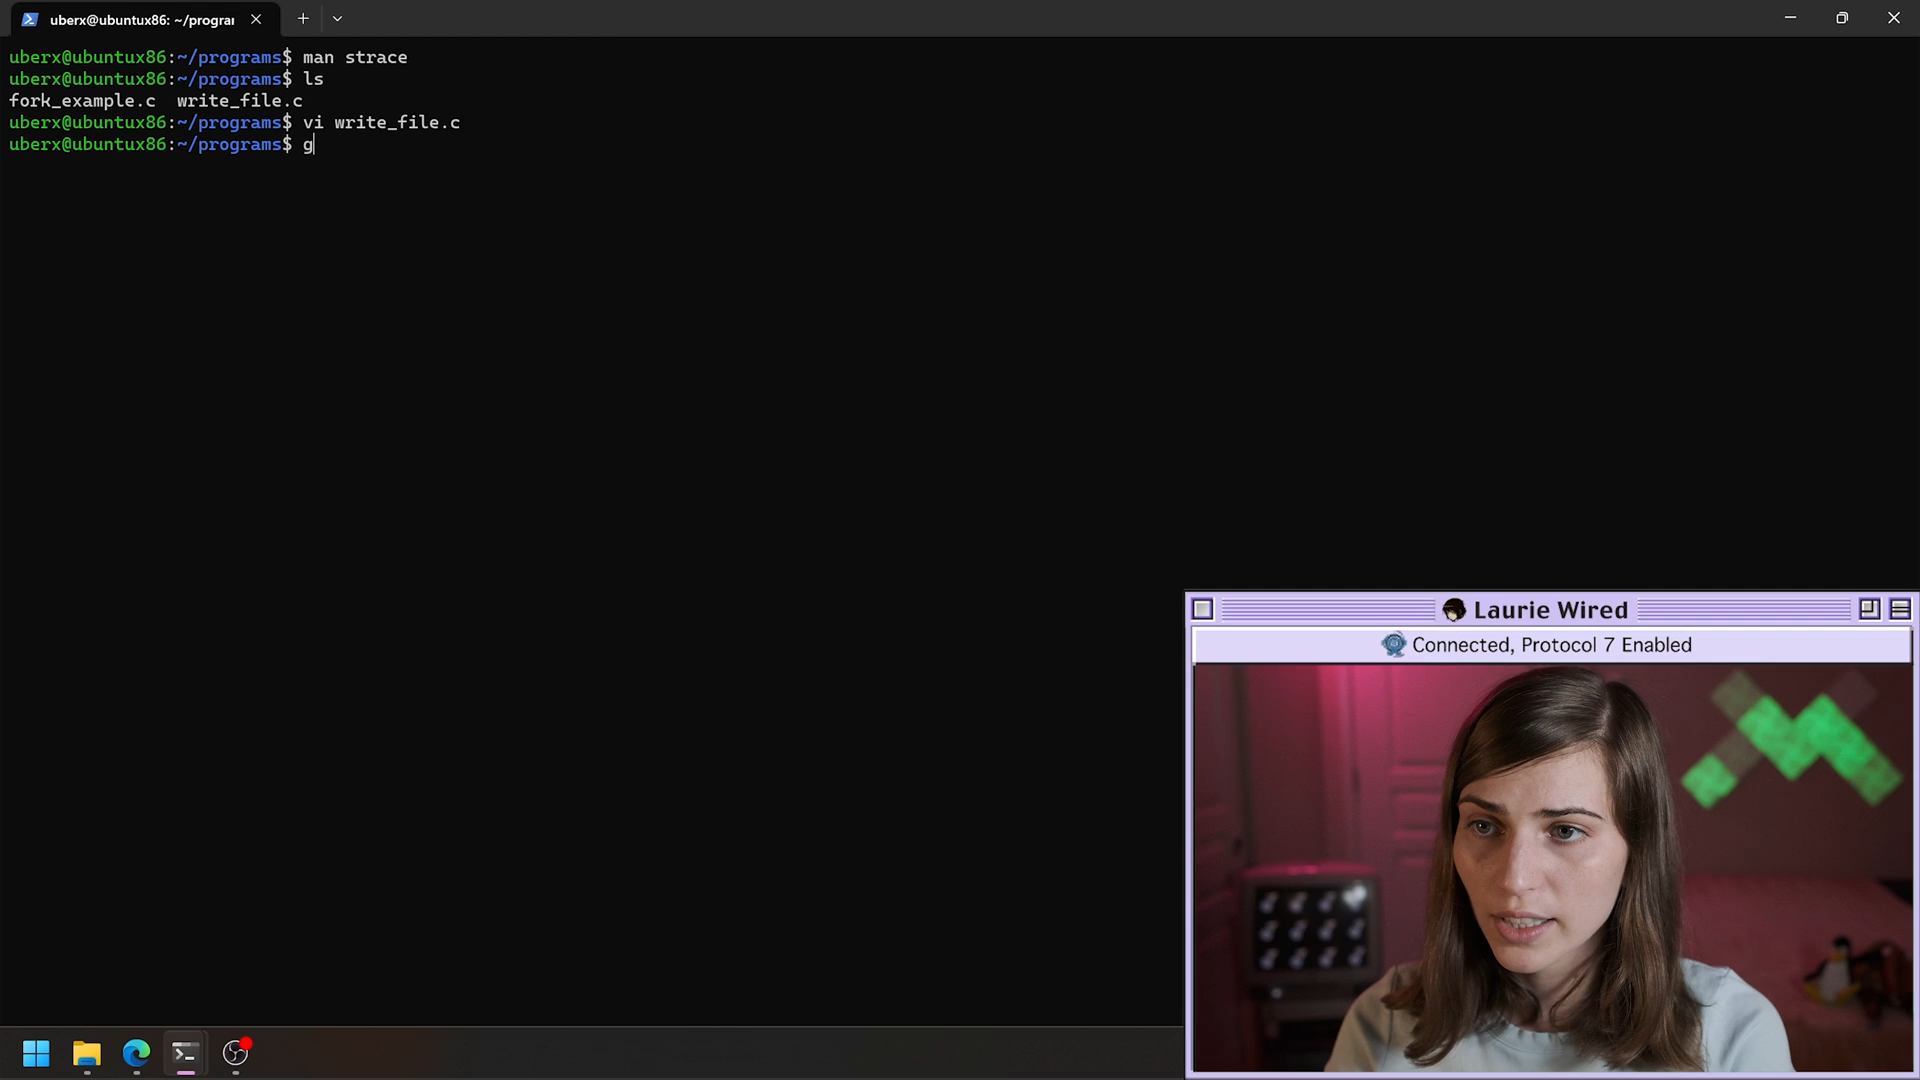 uberx@ubuntux86: ~/prograr
uberx@ubuntux86:~/programs$ man strace
uberx@ubuntux86:~/programs$ ls
fork_example.c  write_file.c
uberx@ubuntux86:~/programs$ vi write_file.c
uberx@ubuntux86:~/programs$ g
Laurie Wired
Connected, Protocol 7 Enabled